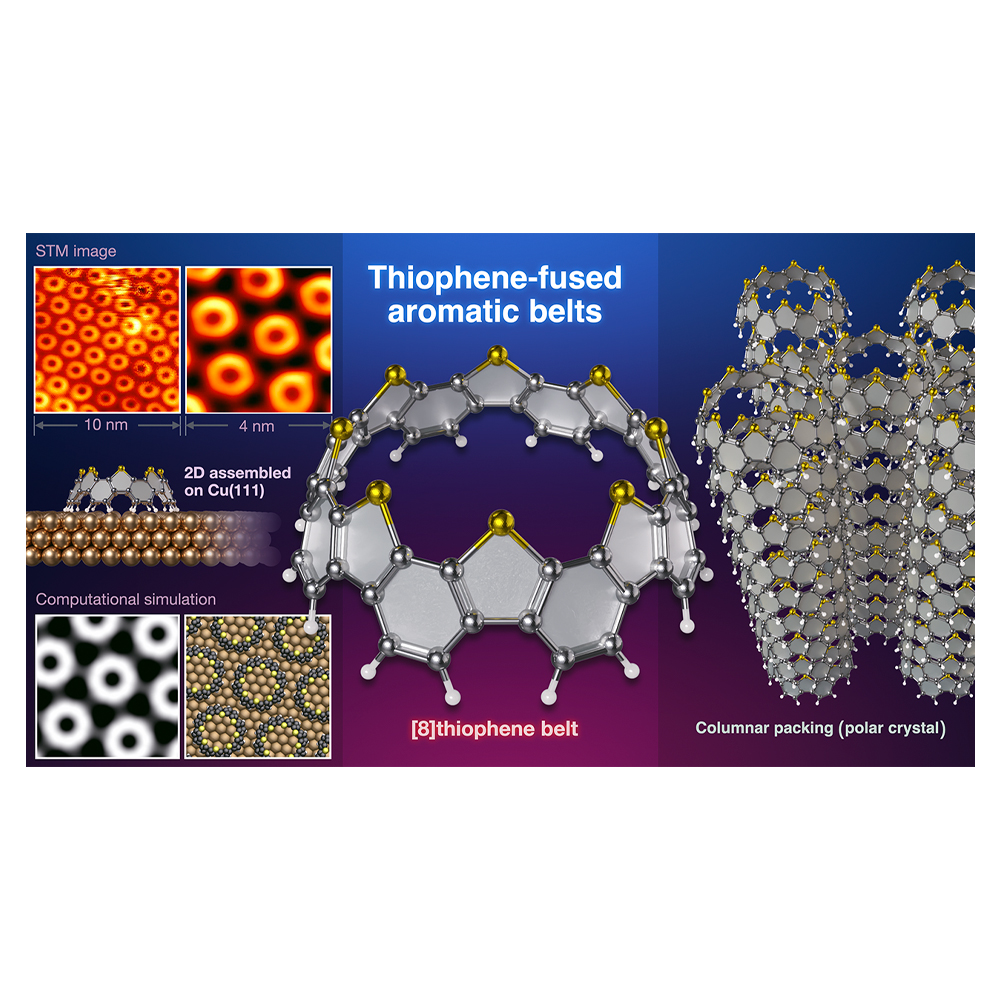 STM image
10 nm
4 nm
2D assembled
on Cu(111)
Computational simulation
Thiophene-fused
aromatic belts
[8]thiophene belt
Columnar packing (polar crystal)